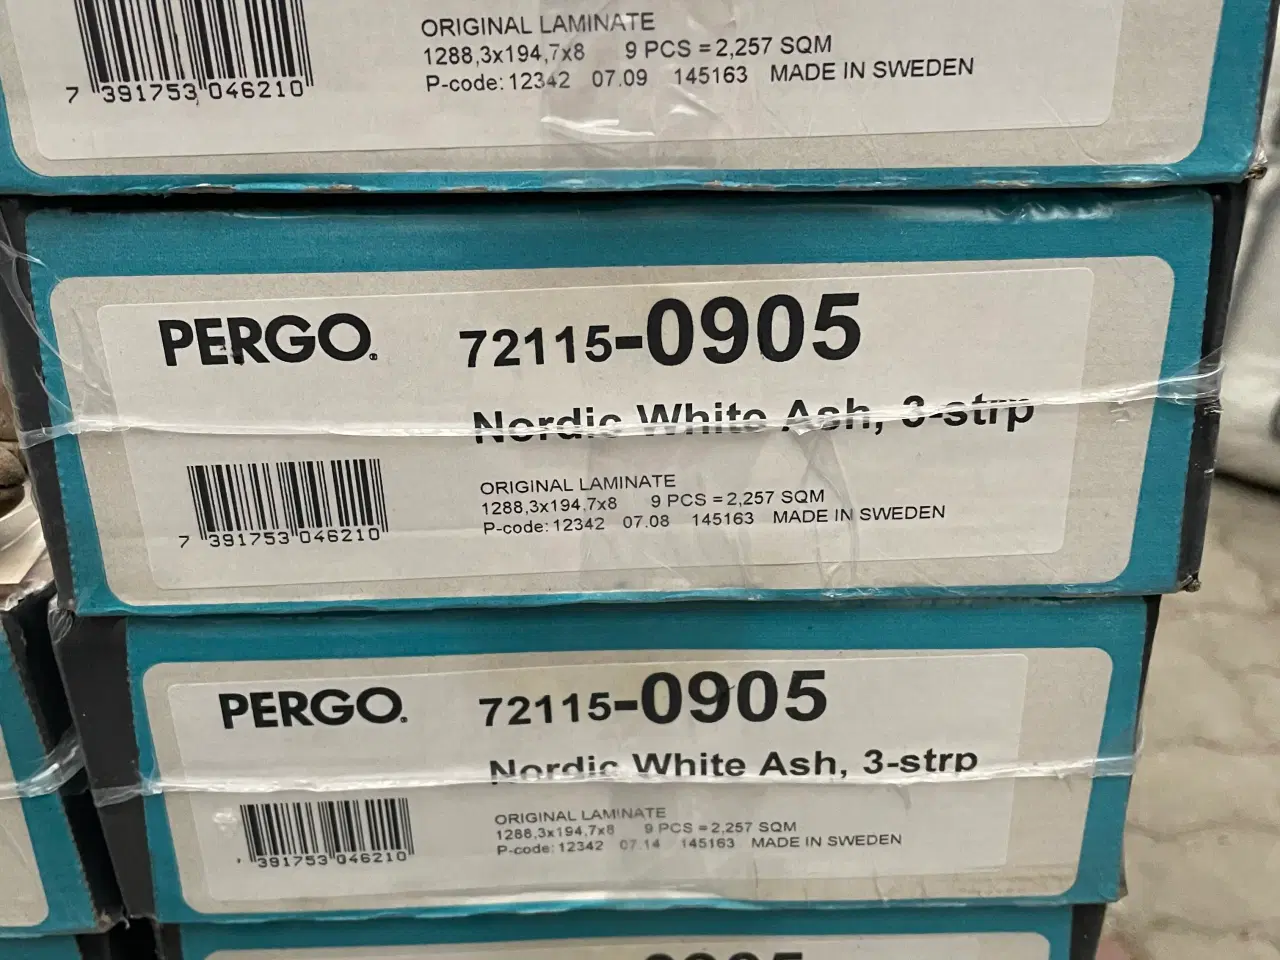 ORIGINAL LAMINATE
1288,3x194,7x8 9 PCS = 2,257 SQM
P-code: 12342 07.09 145163 MADE IN SWEDEN
7 391753 046210
PERGO® 72115-0905
Nordic White Ash, 3-strp
ORIGINAL LAMINATE
1288,3x194,7x8 9 PCS = 2,257 SQM
P-code: 12342 07.08 145163 MADE IN SWEDEN
7 391753 046210
PERGO® 72115-0905
Nordic White Ash, 3-strp
ORIGINAL LAMINATE
1288,3x194,7x8 9 PCS = 2,257 SQM
P-code: 12342 07.14 145163 MADE IN SWEDEN
391753 046210